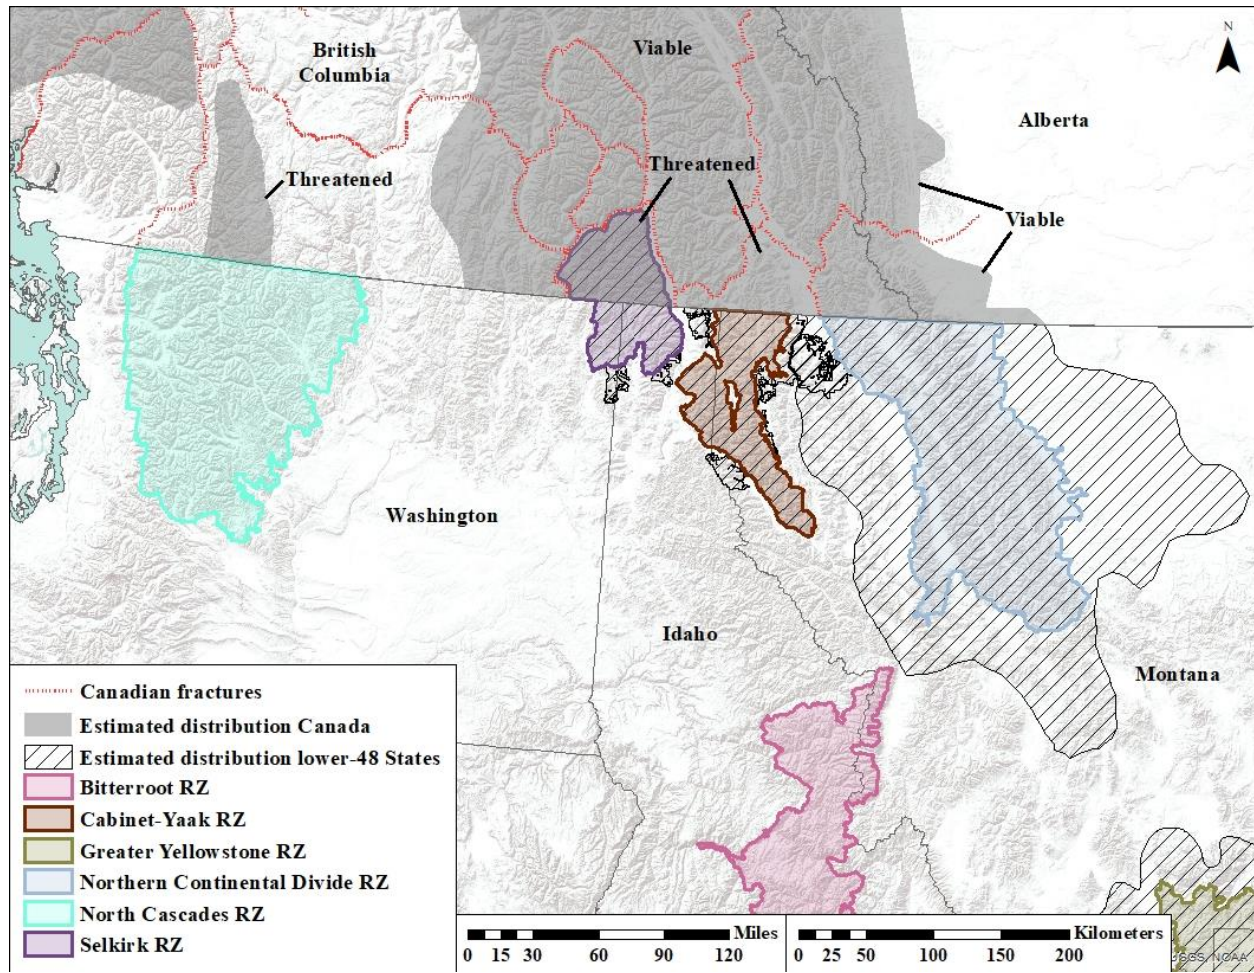 British
Columbia
Viable
N
Alberta
Threatened
Threatened
Viable
Washington
Idaho
Montana
Canadian fractures
Estimated distribution Canada
Estimated distribution lower-48 States
Bitterroot RZ
Cabinet-Yaak RZ
Greater Yellowstone RZ
Northern Continental Divide RZ
North Cascades RZ
Selkirk RZ
Miles
0 15 30 60 90 120
Kilometers
0 25 50 100 150 200
NOAA